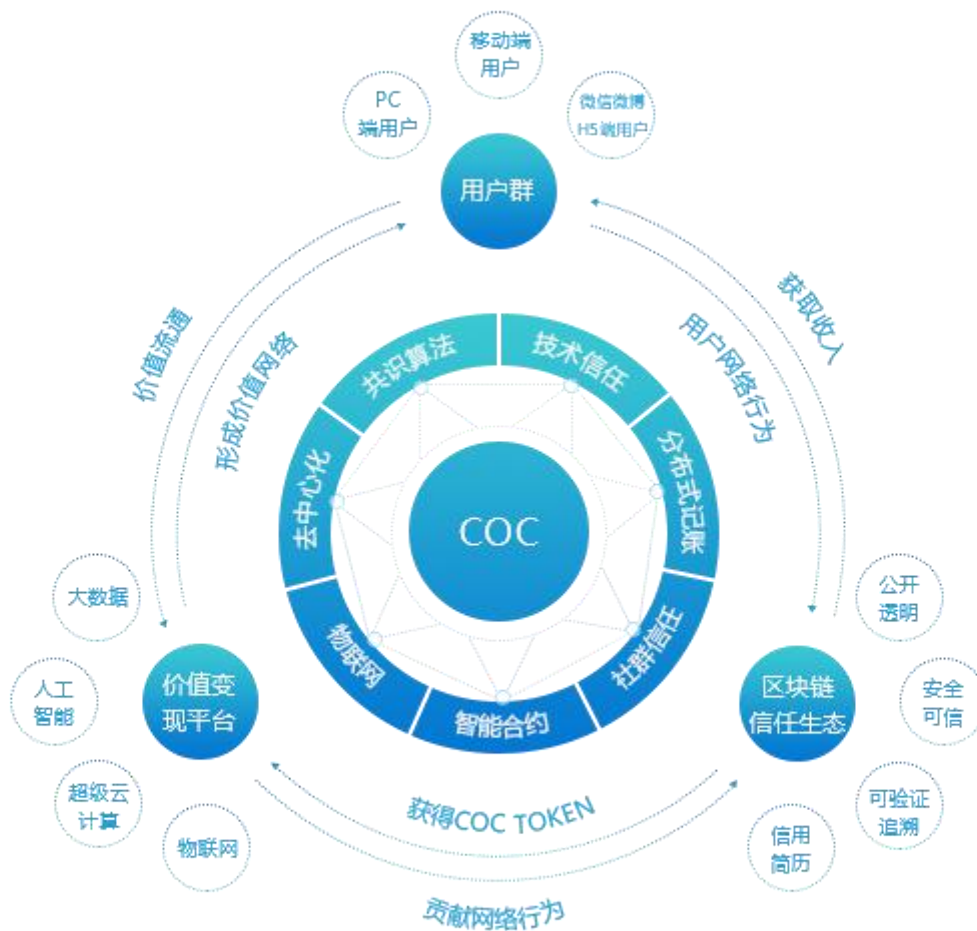 移动端
用户
PC
端用户
微信微博
H5端用户
用户群
价值流通
形成价值网络
获取收入
用户网络行为
共识算法
技术信任
去中心化
分布式记账
COC
物联网
社群信任
智能合约
大数据
人工
智能
超级云
计算
物联网
价值变
现平台
区块链
信任生态
公开
透明
安全
可信
可验证
追溯
信用
简历
获得COC TOKEN
贡献网络行为